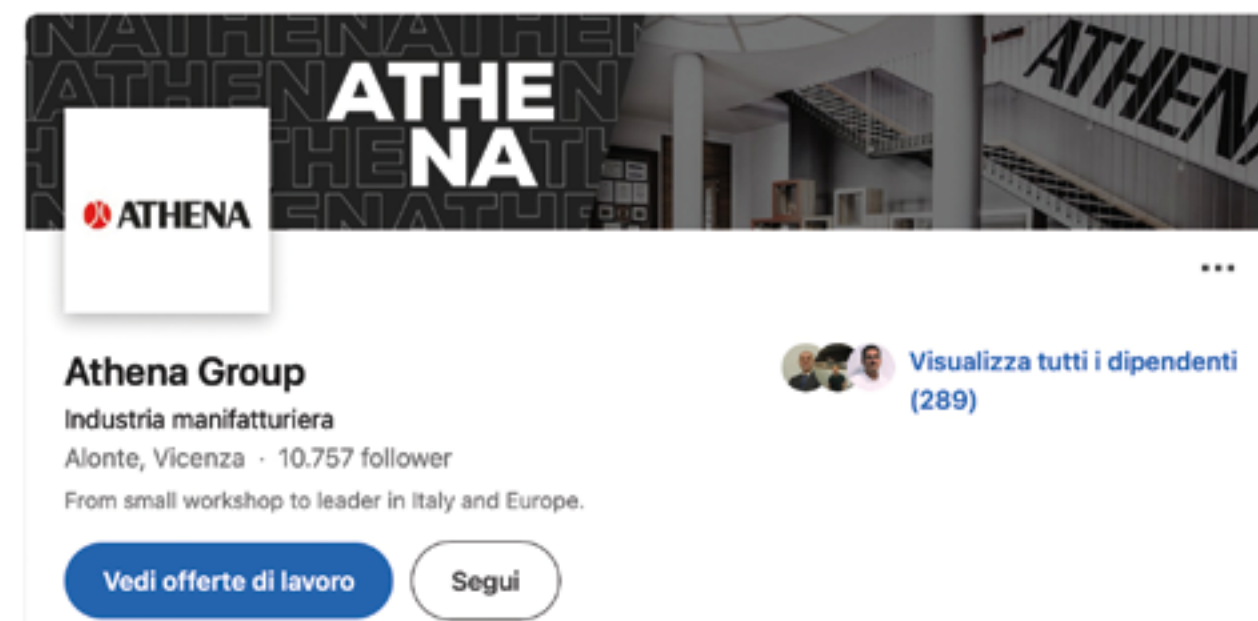 ATHE
NA
ATHENA
ATHENA
Athena Group
Industria manifatturiera
Alonte, Vicenza · 10.757 follower
From small workshop to leader in Italy and Europe.
Visualizza tutti i dipendenti
(289)
Vedi offerte di lavoro
Segui